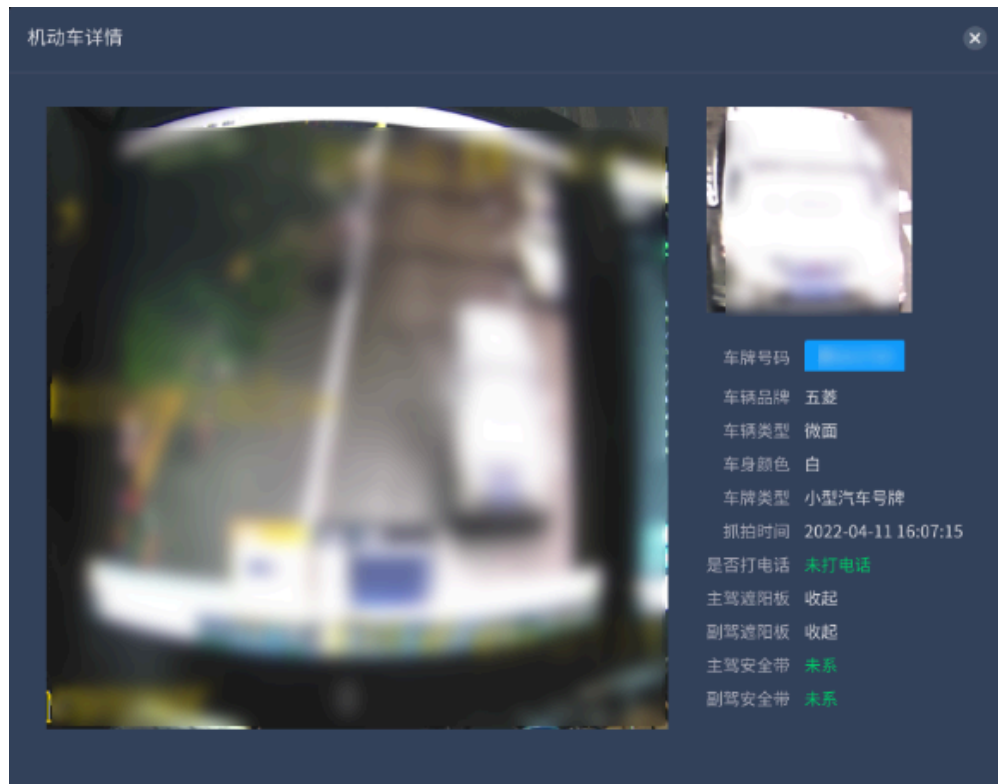 机动车详情
车牌号码
车辆品牌 五菱
车辆类型 微面
车身颜色 白
车牌类型 小型汽车号牌
抓拍时间 2022-04-11 16:07:15
是否打电话 未打电话
主驾遮阳板 收起
副驾遮阳板 收起
主驾安全带 未系
副驾安全带 未系